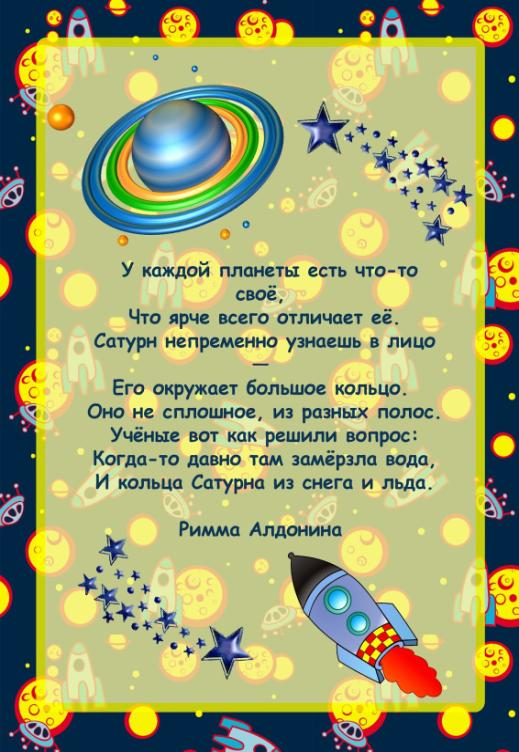 У каждой планеты есть что-то
своё,
Что ярче всего отличает её.
Сатурн непременно узнаешь в лицо
—
Его окружает большое кольцо.
Оно не сплошное, из разных полос.
Учёные вот как решили вопрос:
Когда-то давно там замёрзла вода,
И кольца Сатурна из снега и льда.
Римма Алдонина